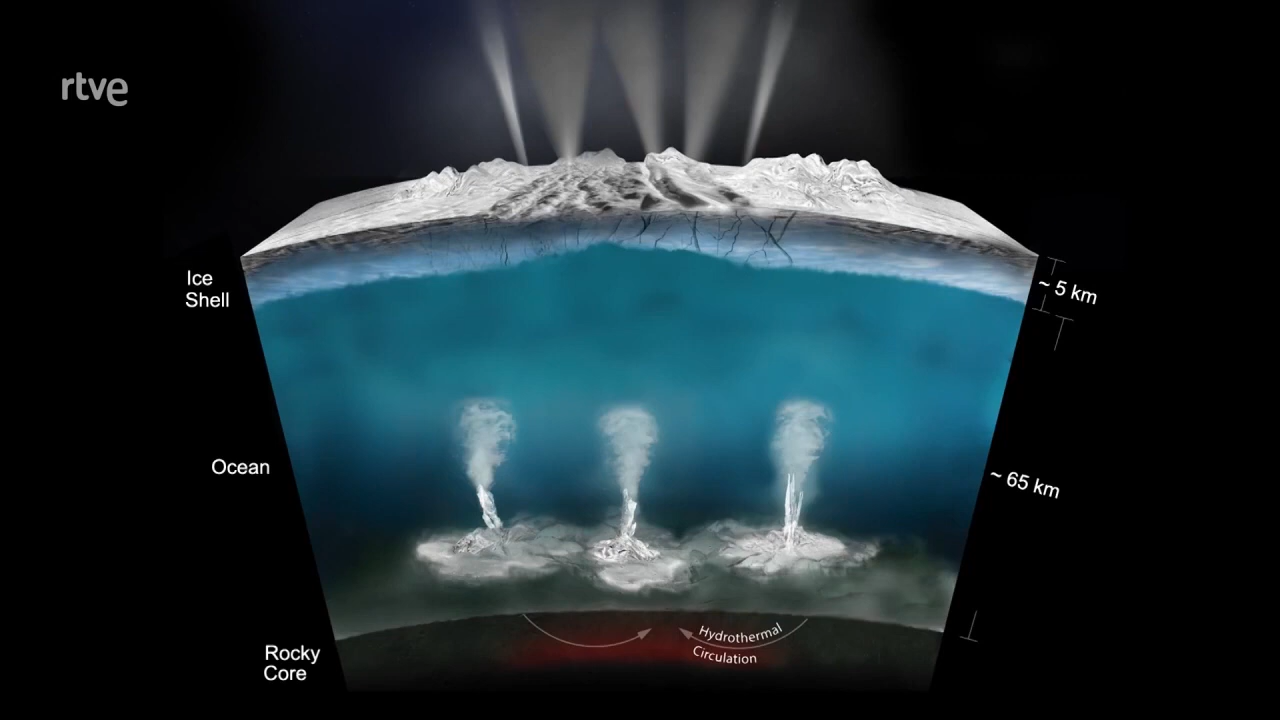 rtve
Ice
Shell
~ 5 km
Ocean
~ 65 km
Hydrothermal
Circulation
Rocky
Core